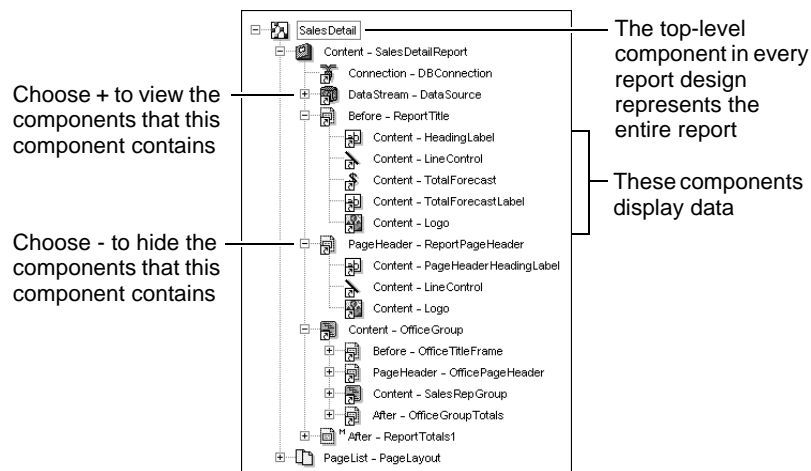 SalesDetail
Content - SalesDetailReport
Connection - DBConnection
DataStream - DataSource
Before - ReportTitle
Content - HeadingLabel
Content - LineControl
Content - TotalForecast
Content - TotalForecastLabel
Content - Logo
PageHeader - ReportPageHeader
Content - PageHeaderHeadingLabel
Content - LineControl
Content - Logo
Content - OfficeGroup
Before - OfficeTitleFrame
PageHeader - OfficePageHeader
Content - SalesRepGroup
After - OfficeGroupTotals
M After - ReportTotals1
PageList - PageLayout
Choose + to view the
components that this
component contains
Choose - to hide the
components that this
component contains
The top-level
component in every
report design
represents the
entire report
These components
display data